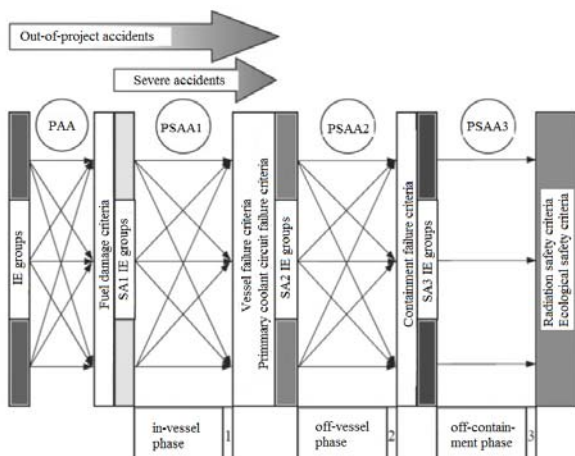 Out-of-project accidents
Severe accidents
PAA
PSAA1
PSAA2
PSAA3
IE groups
Fuel damage criteria
SA1 IE groups
Vessel failure criteria
Primmary coolant circuit failure criteria
SA2 IE groups
Containment failure criteria
SA3 IE groups
Radiation safety criteria
Ecological safety criteria
in-vessel
phase
1
off-vessel
phase
2
off-contain-
ment phase
3